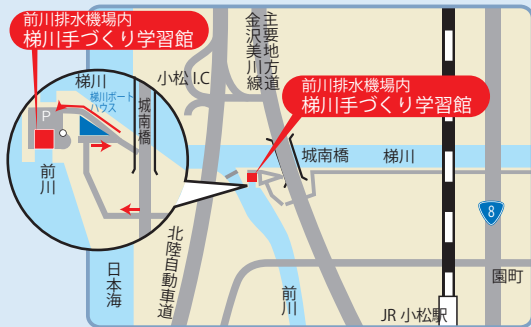 前川排水機場内
梯川手づくり学習館
梯川
梯川ボート
ハウス
P
城南橋
前川
小松 I.C
主要地方道
金沢美川線
前川排水機場内
梯川手づくり学習館
城南橋
梯川
8
北陸自動車道
日本海
前川
園町
JR 小松駅